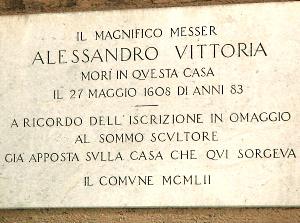 IL MAGNIFICO MESSER
ALESSANDRO VITTORIA
MORÍ IN QVESTA CASA
IL 27 MAGGIO 1608 DI ANNI 83
A RICORDO DELL'ISCRIZIONE IN OMAGGIO
AL SOMMO SCVLTORE
GIÀ APPOSTA SVLLA CASA CHE QVI SORGEVA
IL COMVNE MCMLII